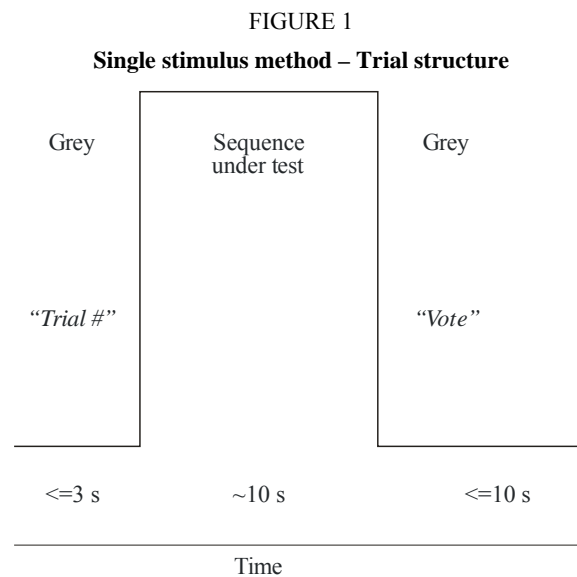 FIGURE 1
Single stimulus method – Trial structure
Grey
Sequence
under test
Grey
“Trial #”
“Vote”
<=3 s
~10 s
<=10 s
Time